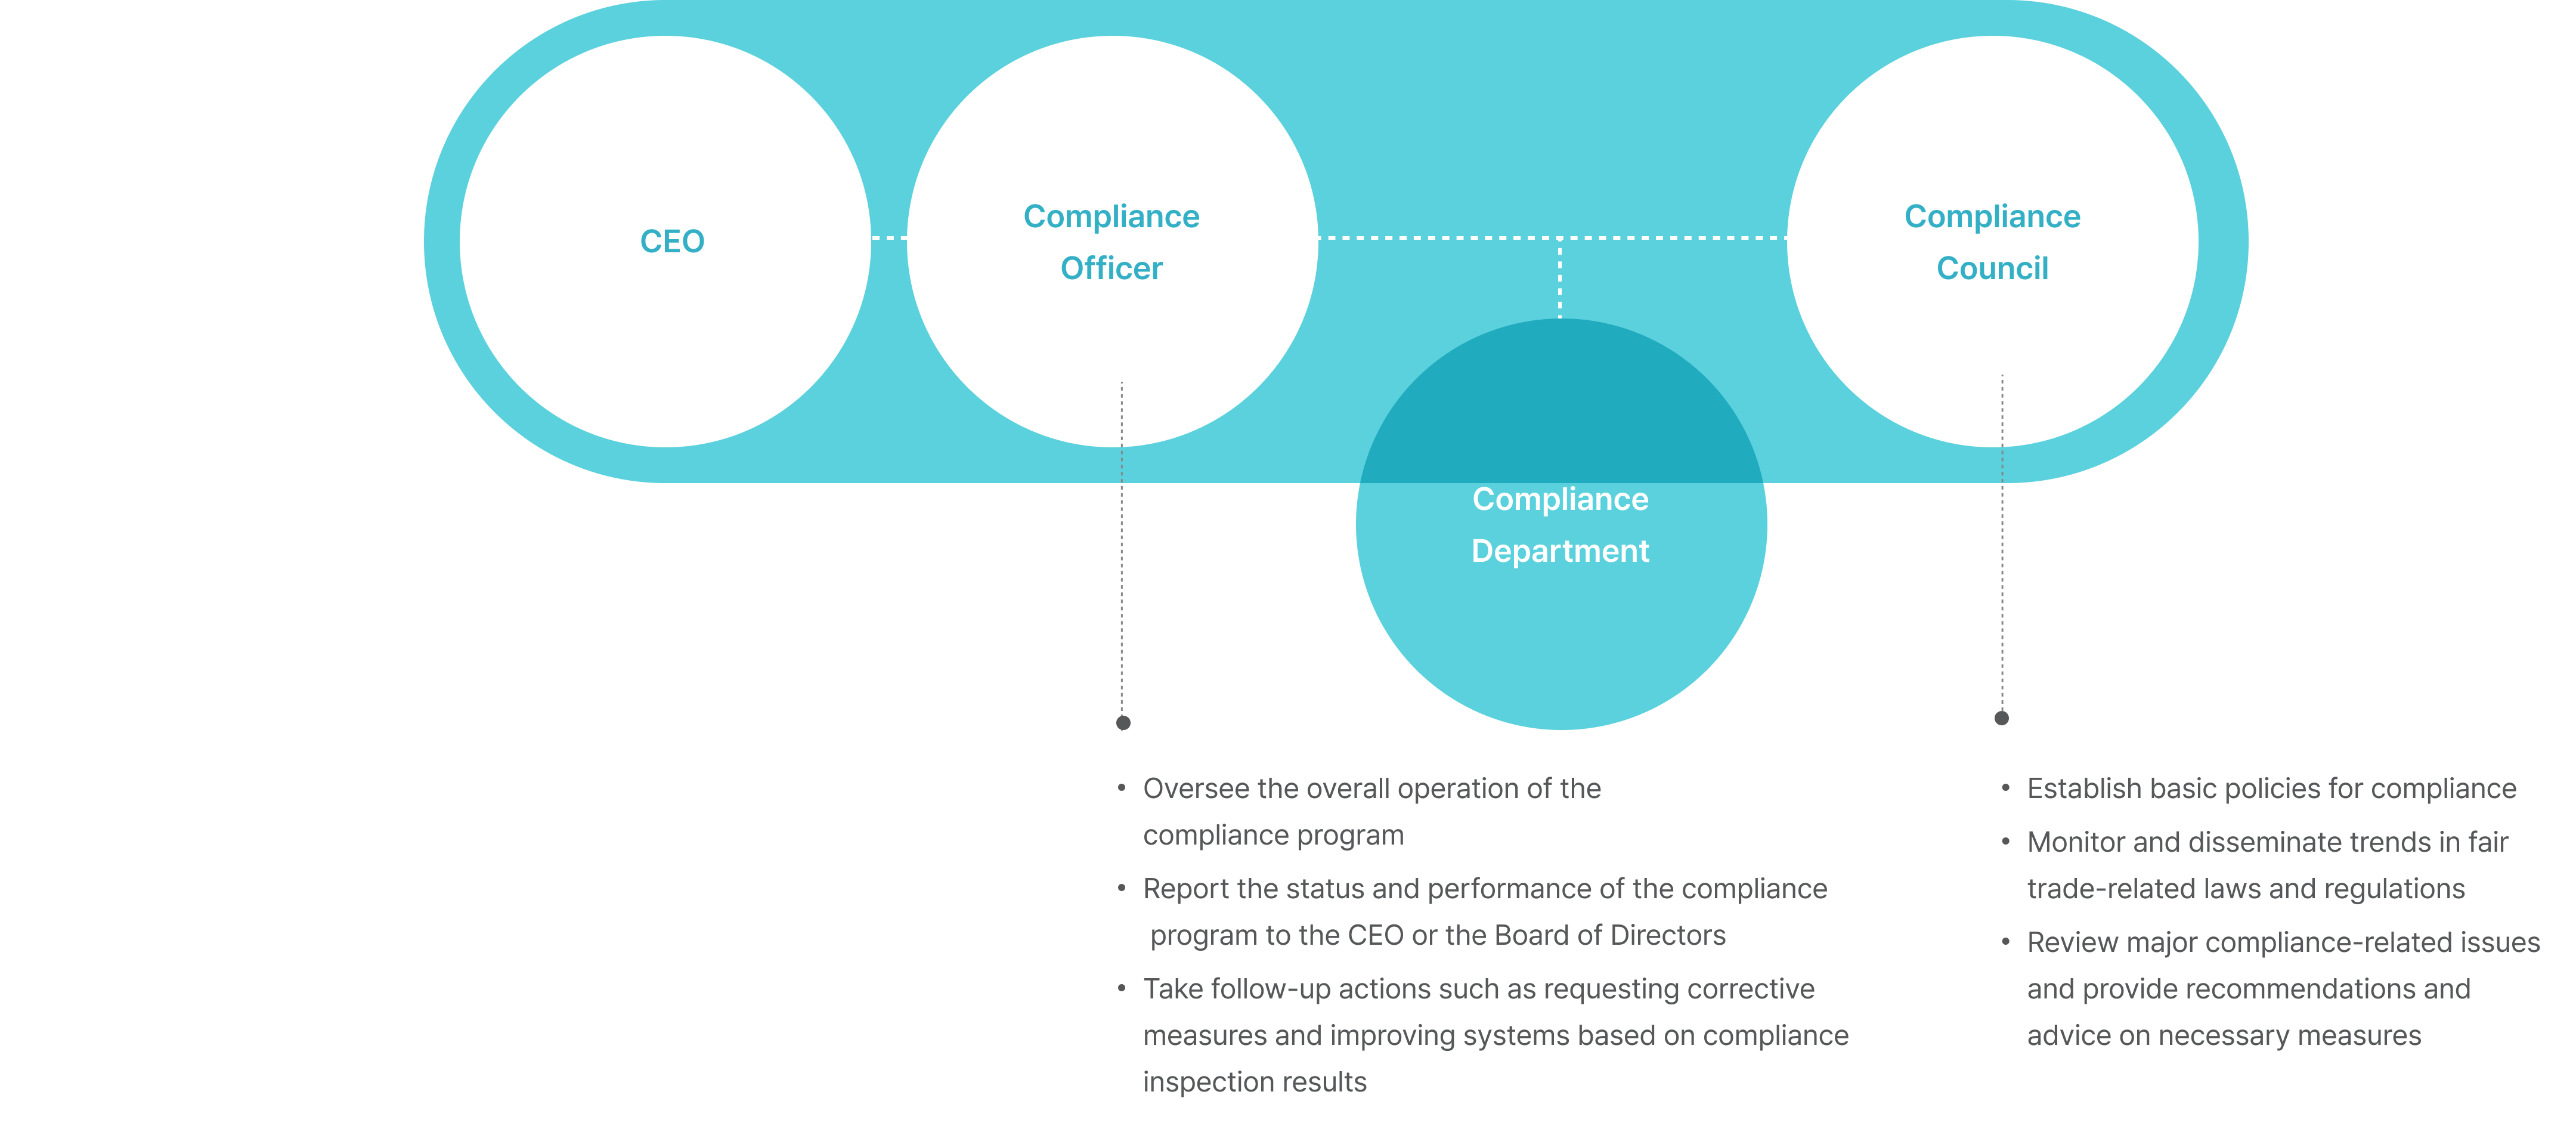 CEO
Compliance
Officer
Compliance
Council
Compliance
Department
• Oversee the overall operation of the
compliance program
• Report the status and performance of the compliance
program to the CEO or the Board of Directors
• Take follow-up actions such as requesting corrective
measures and improving systems based on compliance
inspection results
• Establish basic policies for compliance
• Monitor and disseminate trends in fair
trade-related laws and regulations
• Review major compliance-related issues
and provide recommendations and
advice on necessary measures